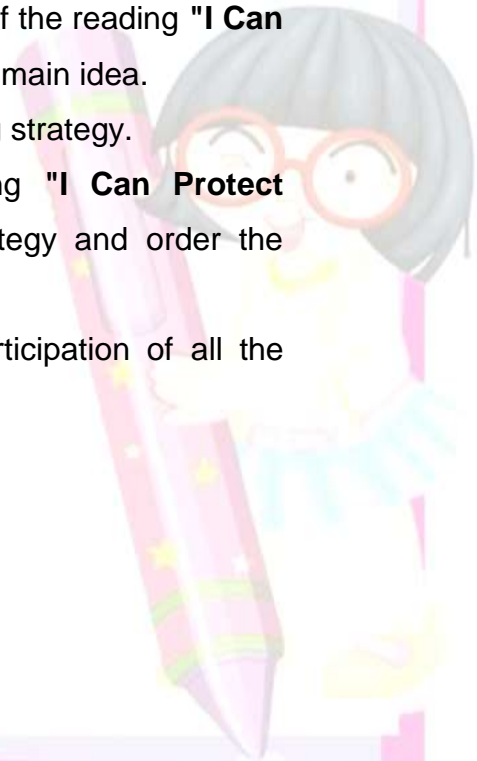 f the reading "I Can
main idea.
strategy.
ng "I Can Protect
tegy and order the
rticipation of all the